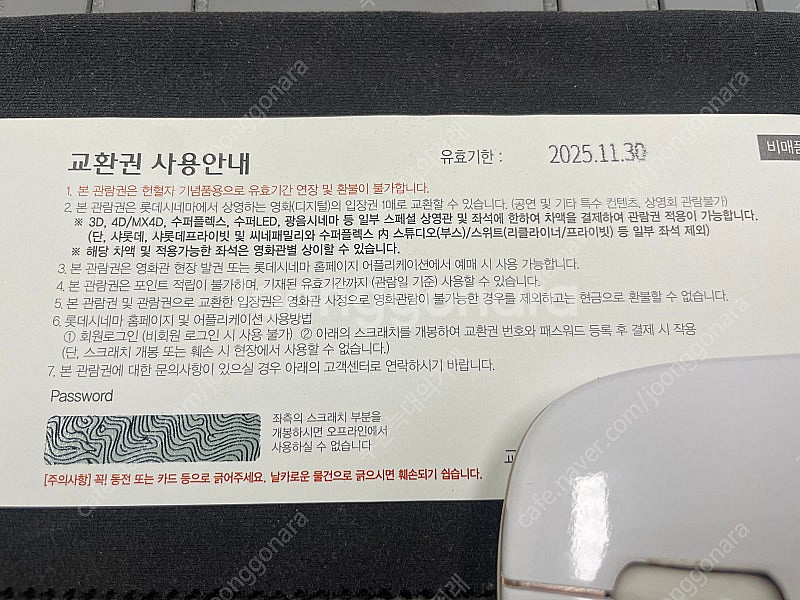 교환권 사용안내
유효기한 : 2025.11.30
비매품
1. 본 관람권은 헌혈자 기념품용으로 유효기간 연장 및 환불이 불가합니다.
2. 본 관람권은 롯데시네마에서 상영하는 영화(디지털)의 입장권 1매로 교환할 수 있습니다. (공연 및 기타 특수 컨텐츠, 상영회 관람불가)
※ 3D, 4D/MX4D, 수퍼플렉스, 수퍼LED, 광음시네마 등 일부 스페셜 상영관 및 좌석에 한하여 차액을 결제하여 관람권 적용이 가능합니다.
(단, 샤롯데, 샤롯데프라이빗 및 씨네패밀리와 수퍼플렉스 内 스튜디오(부스)/스위트(리클라이너/프라이빗) 등 일부 좌석 제외)
※ 해당 차액 및 적용가능한 좌석은 영화관별 상이할 수 있습니다.
3. 본 관람권은 영화관 현장 발권 또는 롯데시네마 홈페이지 어플리케이션에서 예매 시 사용 가능합니다.
4. 본 관람권은 포인트 적립이 불가하며, 기재된 유효기간까지 (관람일 기준) 사용할 수 있습니다.
5. 본 관람권 및 관람권으로 교환한 입장권은 영화관 사정으로 영화관람이 불가능한 경우를 제외하고는 현금으로 환불할 수 없습니다.
6. 롯데시네마 홈페이지 및 어플리케이션 사용방법
① 회원로그인 (비회원 로그인 시 사용 불가) ② 아래의 스크래치를 개봉하여 교환권 번호와 패스워드 등록 후 결제 시 작용
(단, 스크래치 개봉 또는 훼손 시 현장에서 사용할 수 없습니다.)
7. 본 관람권에 대한 문의사항이 있으실 경우 아래의 고객센터로 연락하시기 바랍니다.
Password
좌측의 스크래치 부분을
개봉하시면 오프라인에서
사용하실 수 없습니다
[주의사항] 꼭! 동전 또는 카드 등으로 긁어주세요. 날카로운 물건으로 긁으시면 훼손되기 쉽습니다.
joonggonara
cafe.naver.com/joonggonara